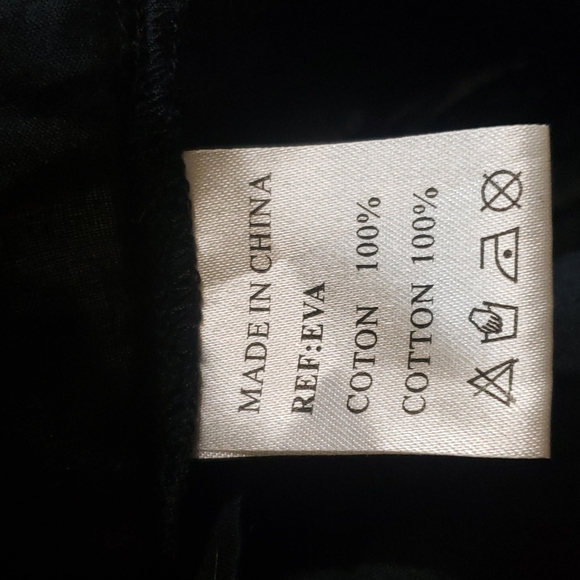 MADE IN CHINA
REF:EVA
COTON 100%
COTTON 100%